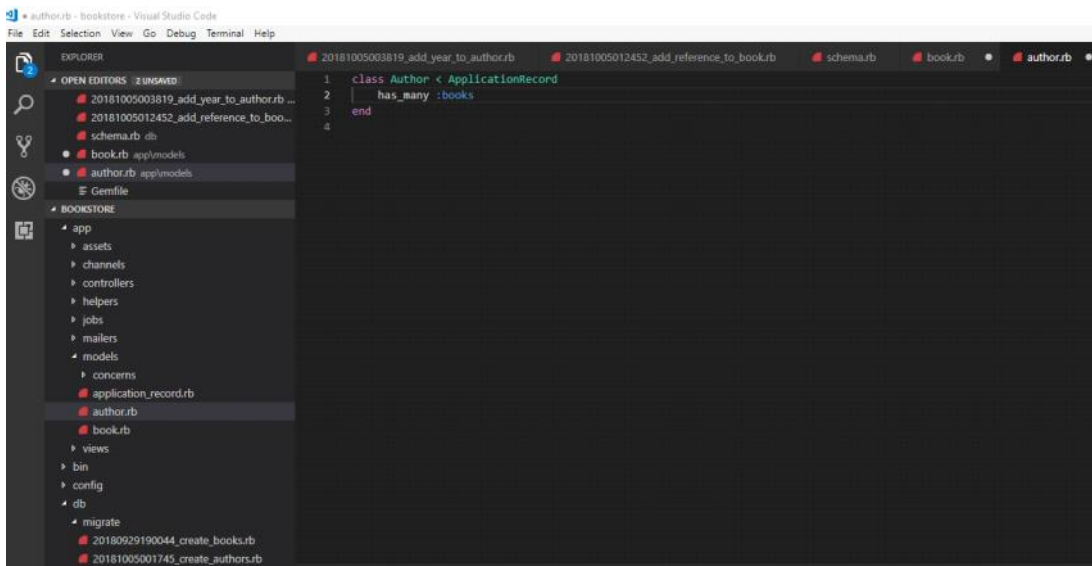 author.rb - bookstore - Visual Studio Code
File Edit Selection View Go Debug Terminal Help
EXPLORER
OPEN EDITORS 2 UNSAVED
20181005003819_add_year_to_author.rb ...
20181005012452_add_reference_to_boo...
schema.rb db
book.rb app\models
author.rb app\models
Gemfile
BOOKSTORE
app
assets
channels
controllers
helpers
jobs
mailers
models
concerns
application_record.rb
author.rb
book.rb
views
bin
config
db
migrate
20180929190044_create_books.rb
20181005001745_create_authors.rb
2
20181005003819_add_year_to_author.rb 20181005012452_add_reference_to_book.rb schema.rb book.rb author.rb
1 class Author < ApplicationRecord
2 has_many :books
3 end
4